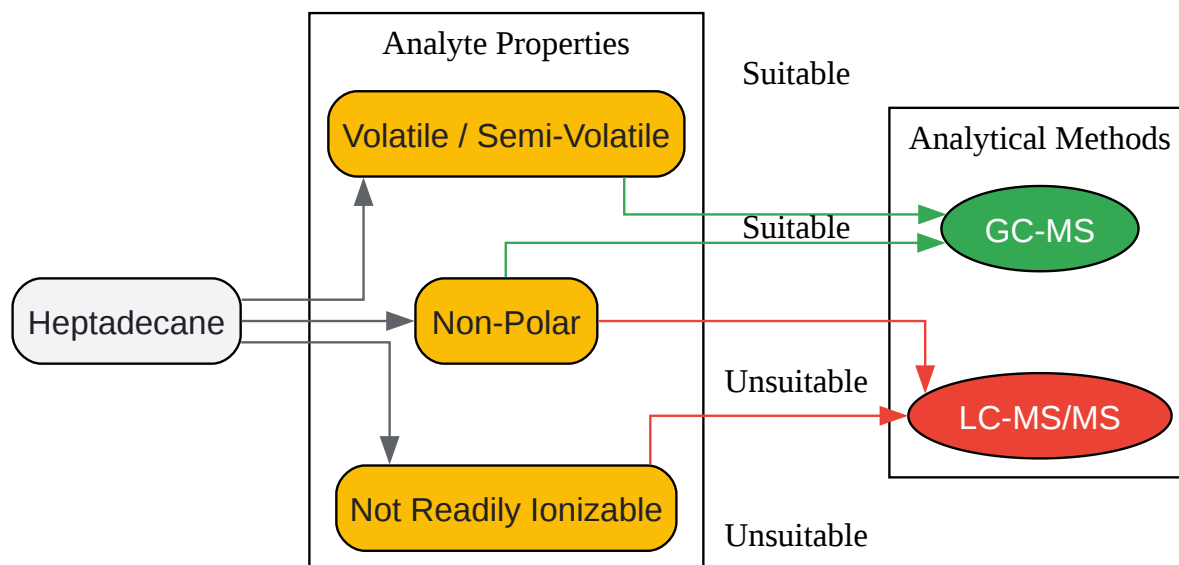 Analyte Properties
Suitable
Volatile / Semi-Volatile
Analytical Methods
Suitable
GC-MS
Heptadecane
Non-Polar
Unsuitable
LC-MS/MS
Not Readily Ionizable
Unsuitable